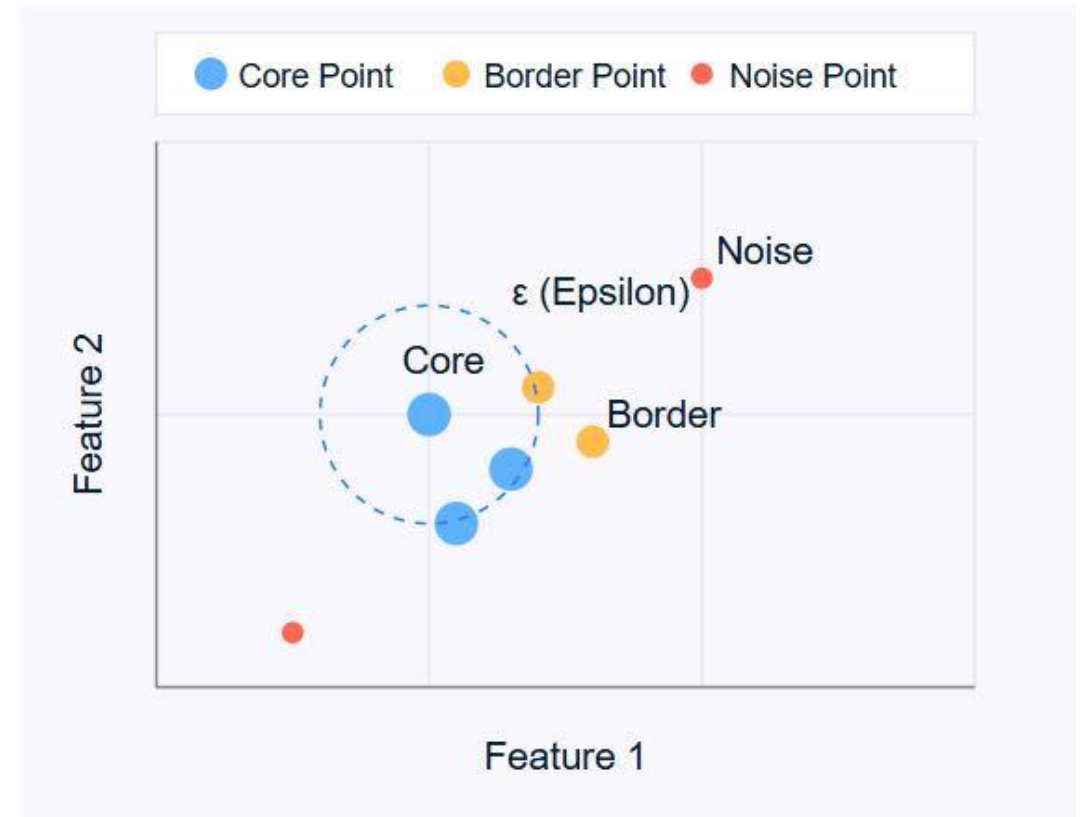 Core Point
Border Point
Noise Point
Noise
ε (Epsilon)
Core
Border
Feature 2
Feature 1